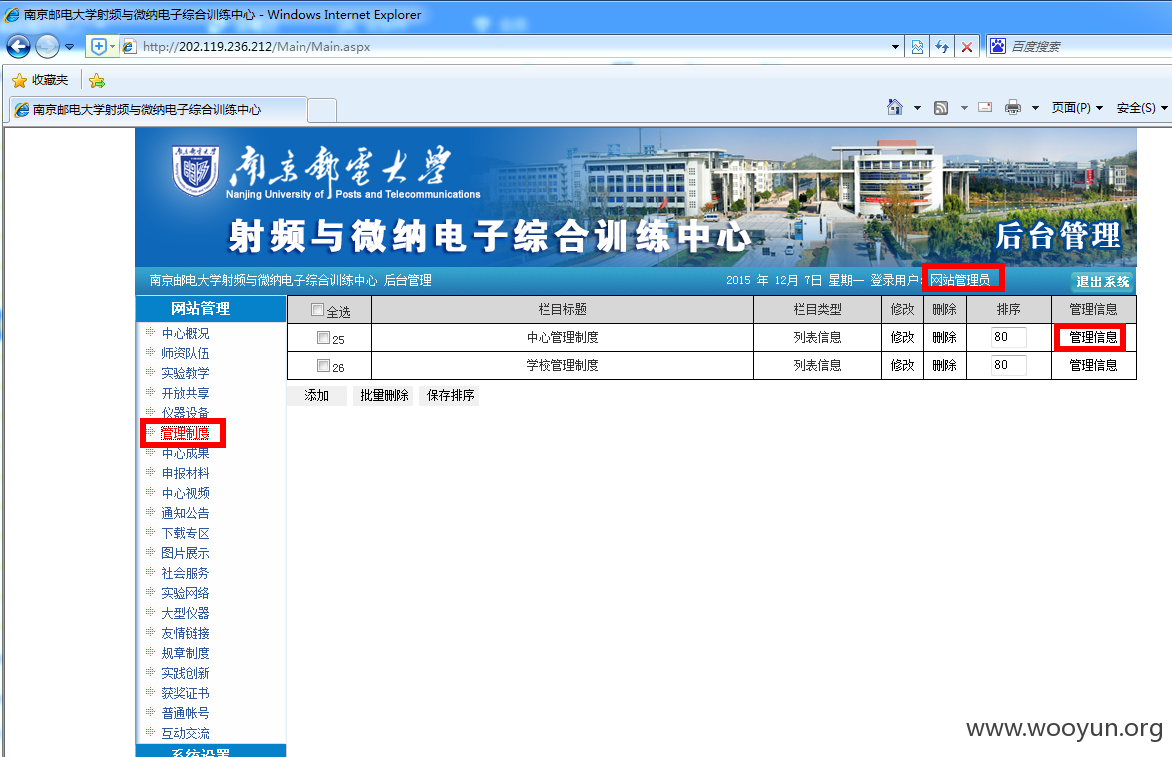 南京邮电大学射频与微纳电子综合训练中心 - Windows Internet Explorer
http://202.119.236.212/Main/Main.aspx
百度搜索
收藏夹
南京邮电大学射频与微纳电子综合训练中心
页面(P) 安全(S)
南京郵電大學
Nanjing University of Posts and Telecommunications
射频与微纳电子综合训练中心
后台管理
南京邮电大学射频与微纳电子综合训练中心 后台管理 2015 年 12月 7日 星期一 登录用户: 网站管理员 退出系统
网站管理
中心概况
师资队伍
实验教学
开放共享
仪器设备
管理制度
中心成果
申报材料
中心视频
通知公告
下载专区
图片展示
社会服务
实验网络
大型仪器
友情链接
规章制度
实践创新
获奖证书
普通帐号
互动交流
系统设置
全选 栏目标题 栏目类型 修改 删除 排序 管理信息
25 中心管理制度 列表信息 修改 删除 80 管理信息
26 学校管理制度 列表信息 修改 删除 80 管理信息
添加 批量删除 保存排序
www.wooyun.org